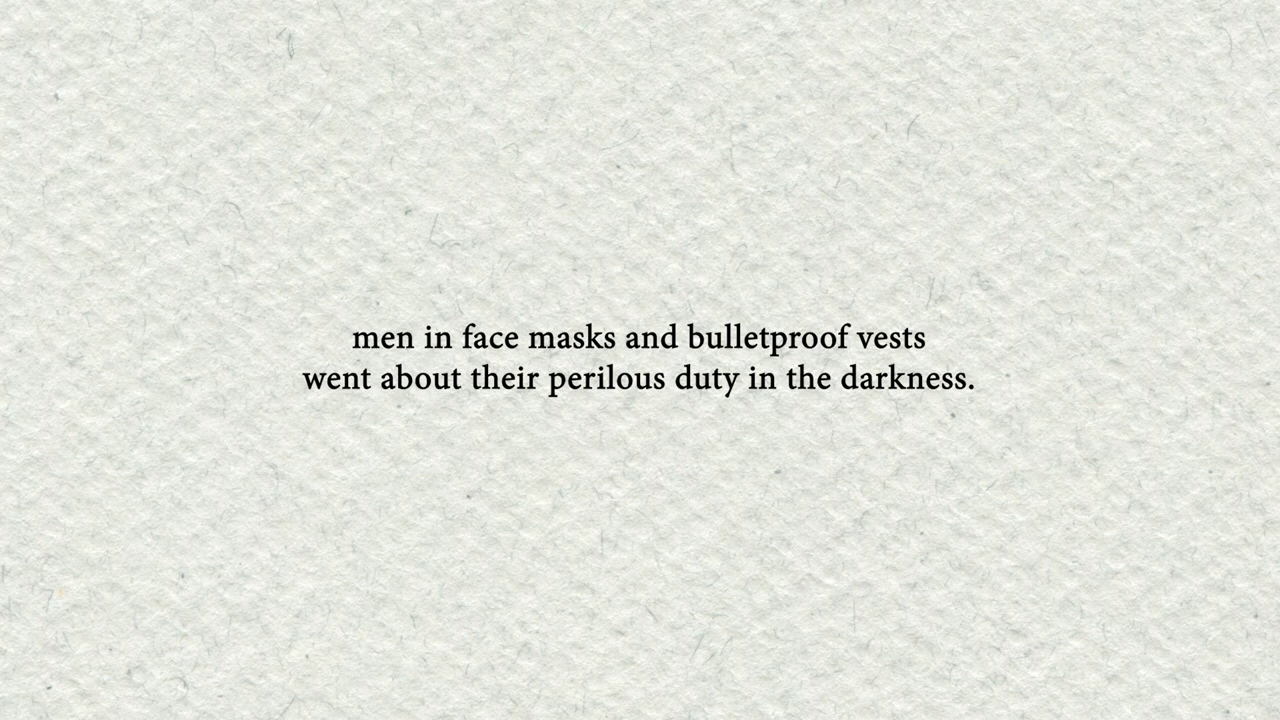 men in face masks and bulletproof vests
went about their perilous duty in the darkness.